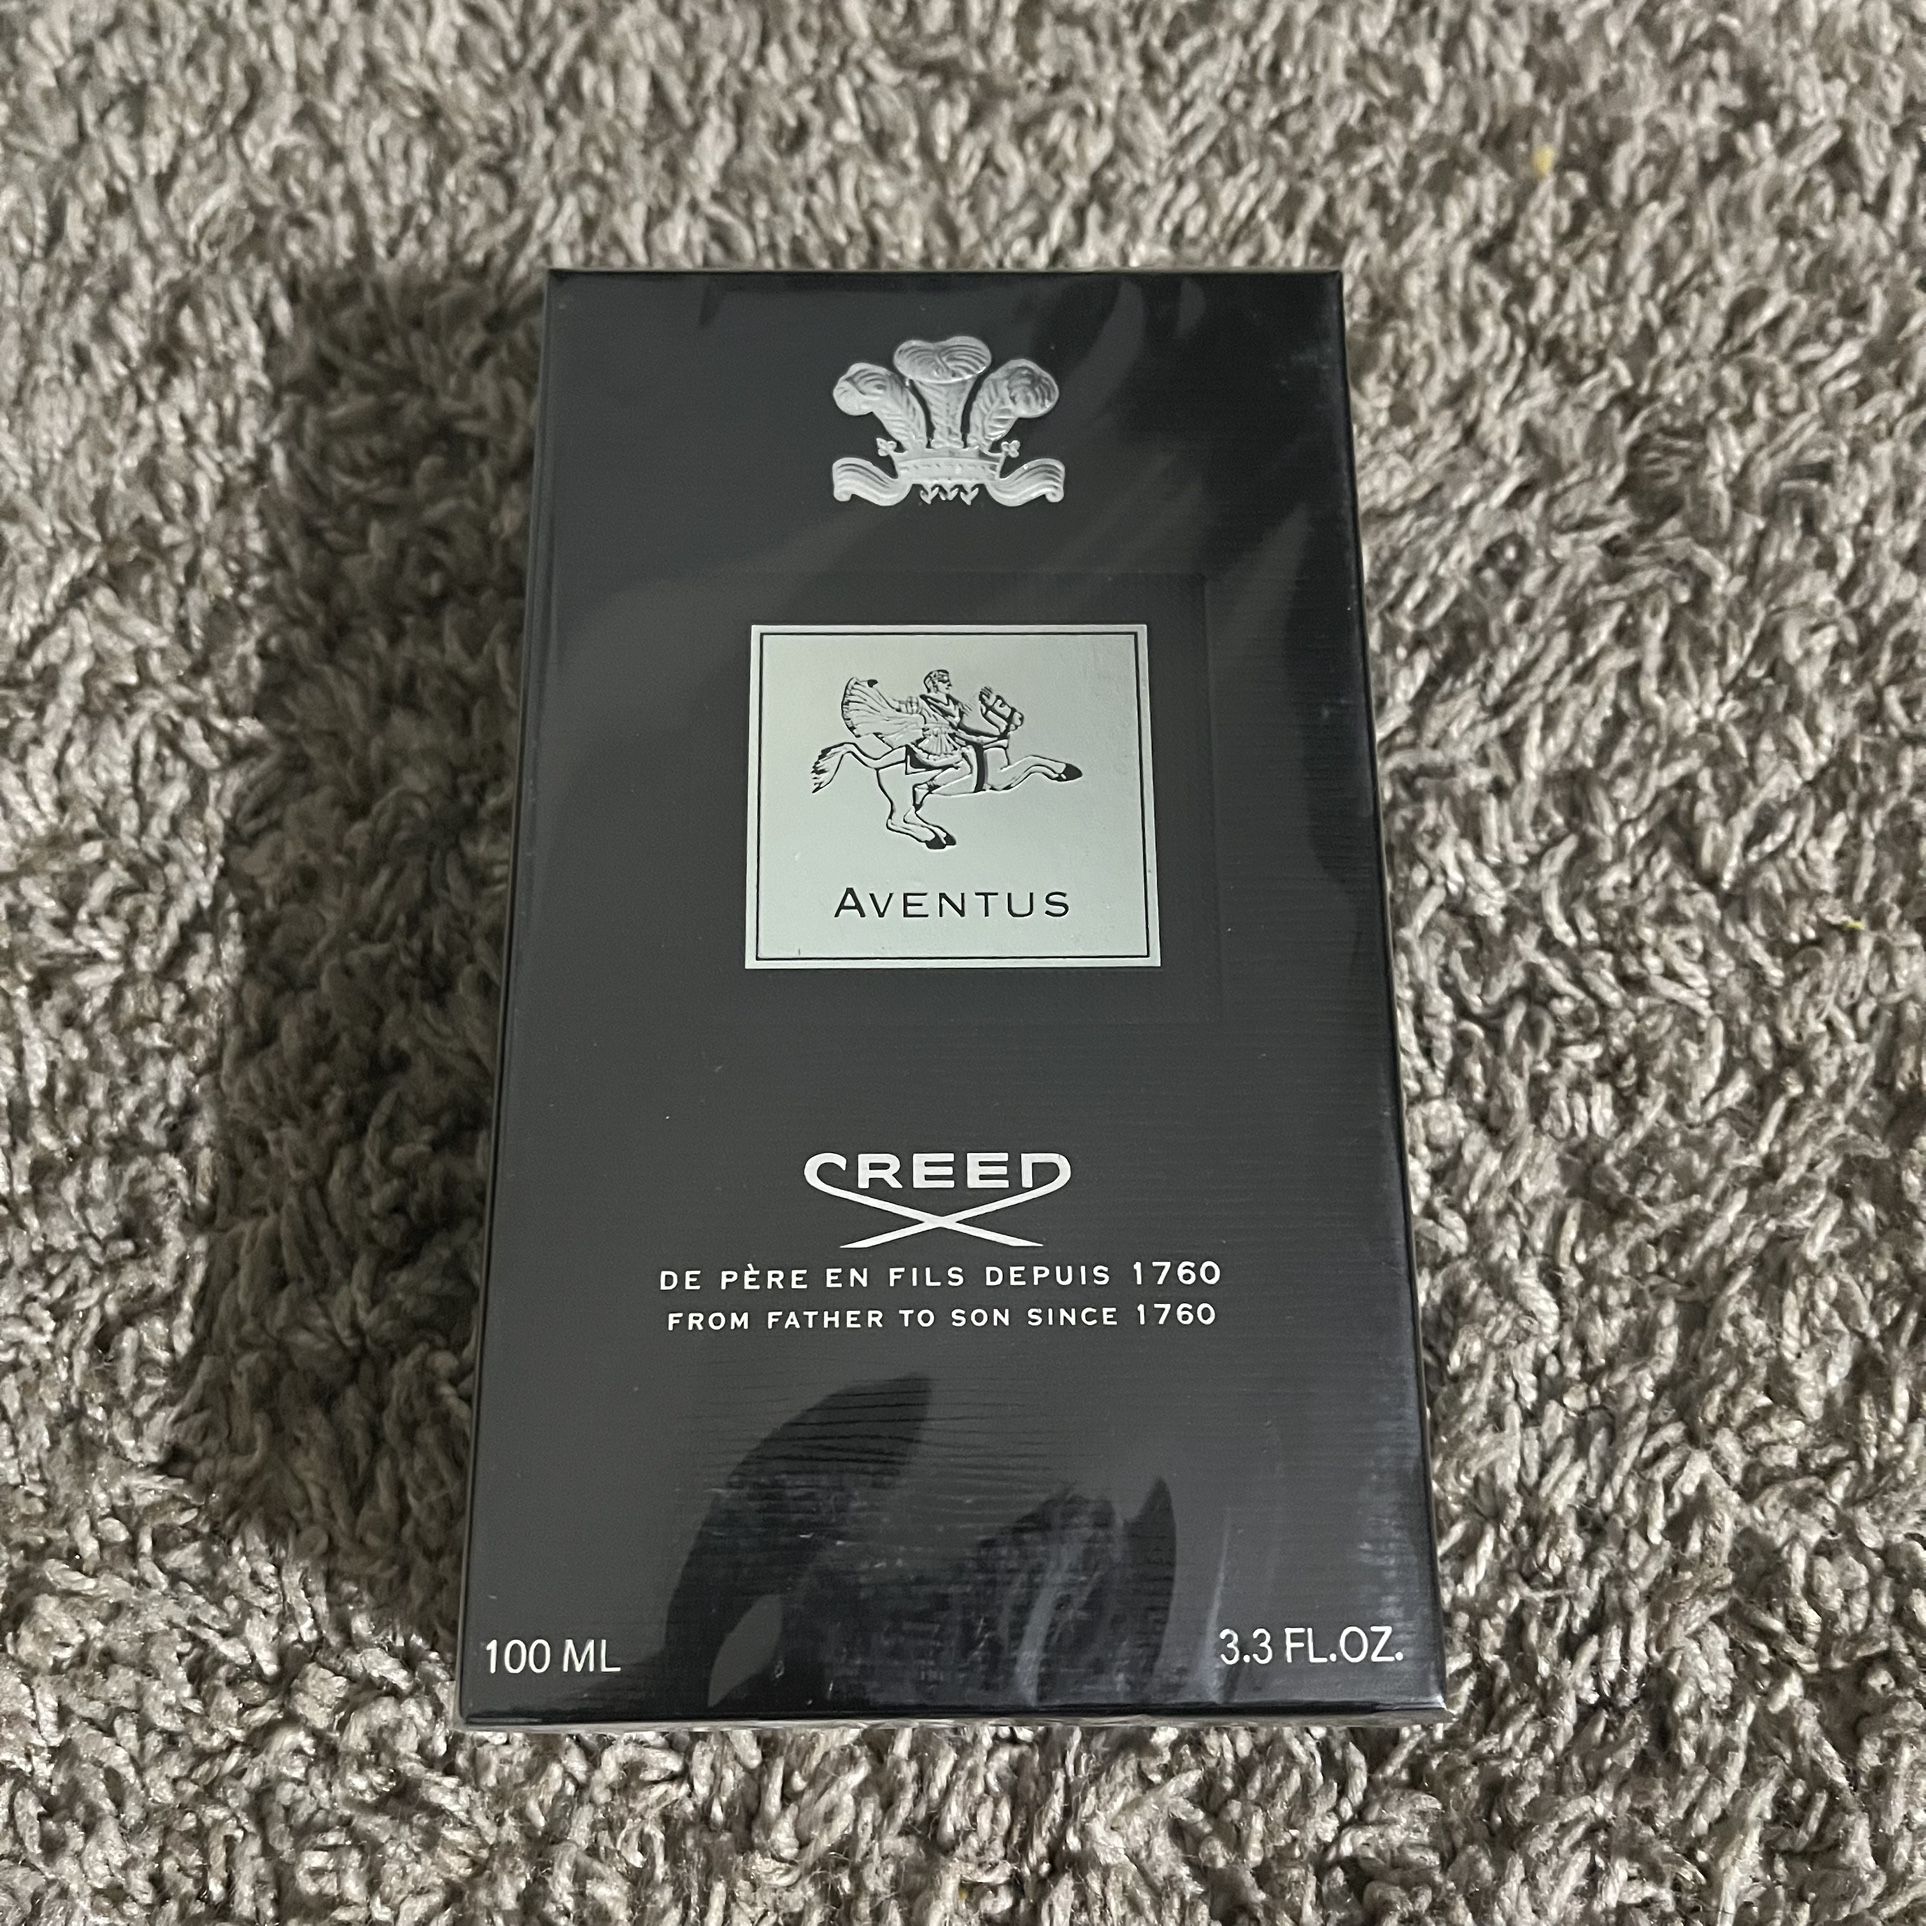 AVENTUS
CREED
DE PÈRE EN FILS DEPUIS 1760
FROM FATHER TO SON SINCE 1760
100 ML 3.3 FL.OZ.